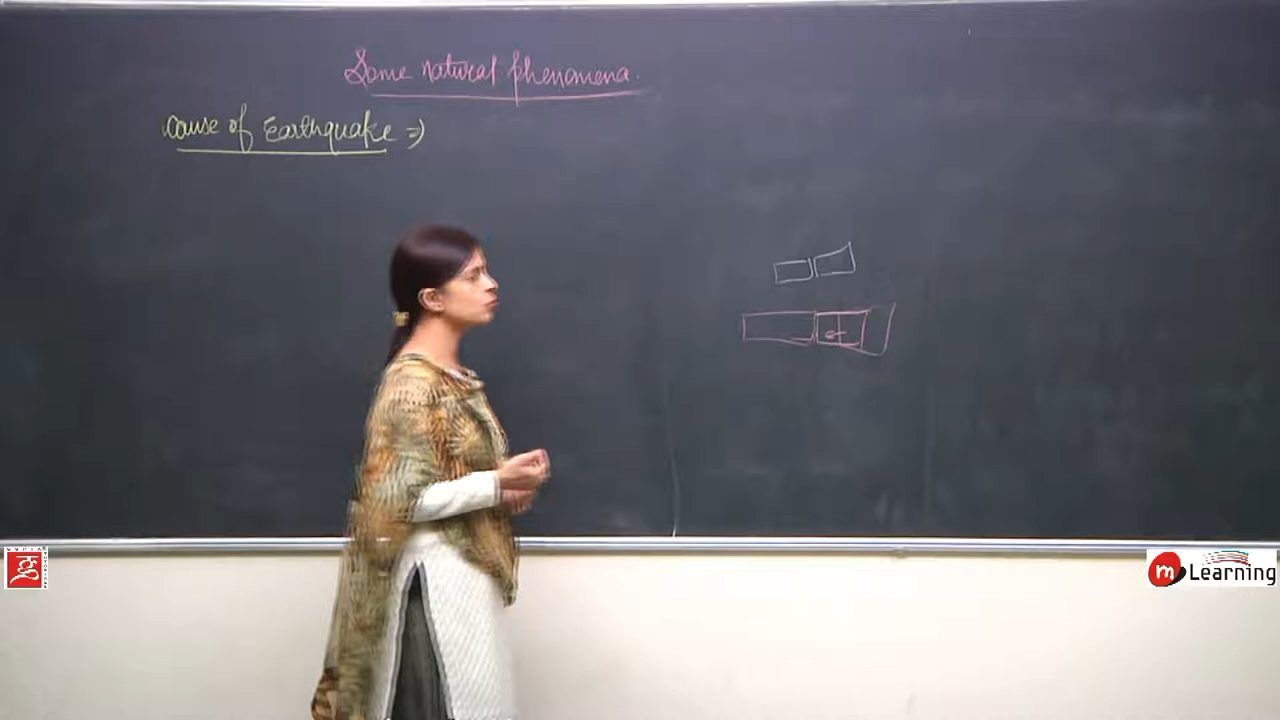 Some natural phenomena.
Cause of Earthquake =>
m Learning